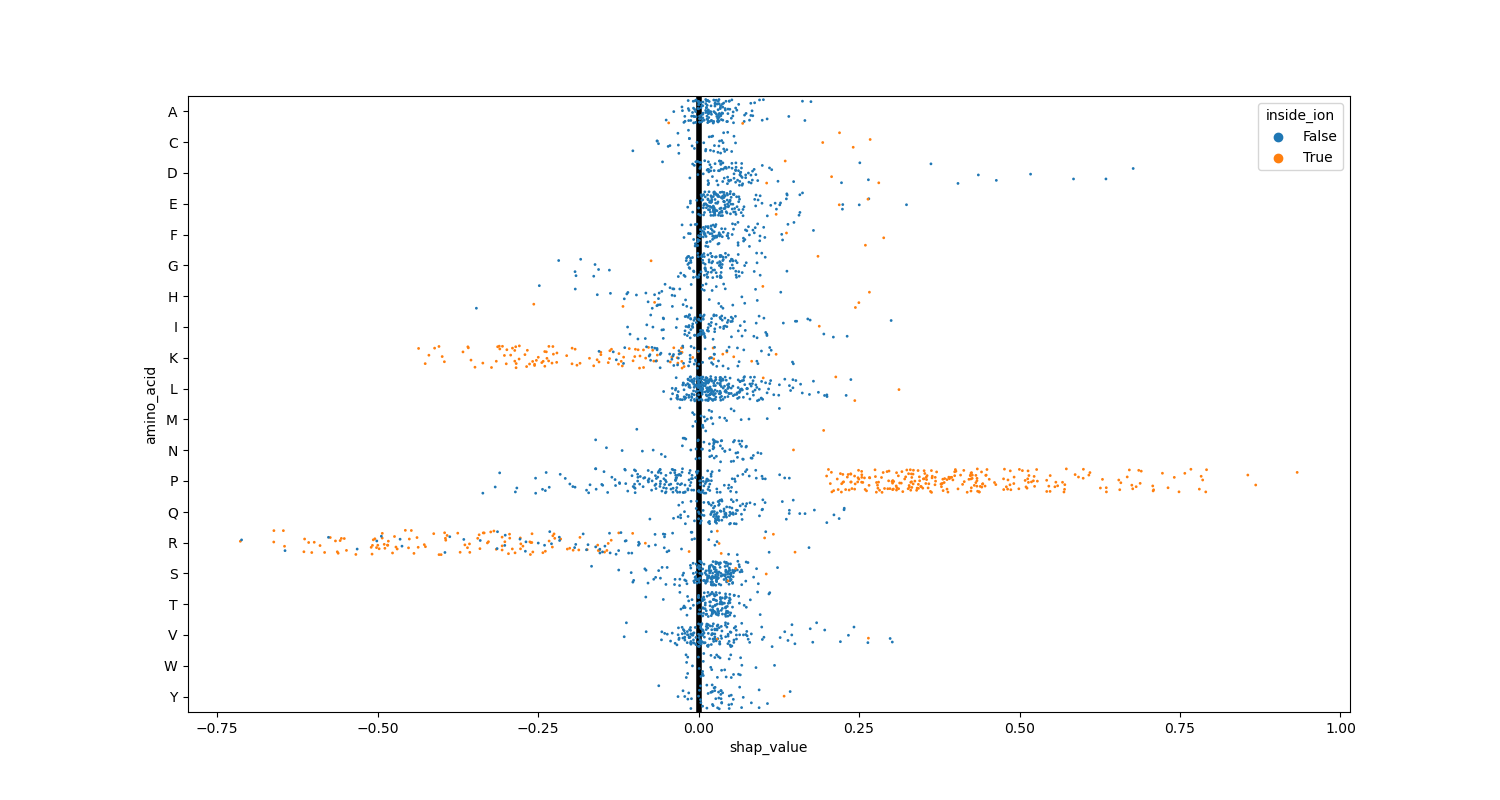 inside_ion
False
True
amino_acid
A
C
D
E
F
G
H
I
K
L
M
N
P
Q
R
S
T
V
W
Y
−0.75 −0.50 −0.25 0.00 0.25 0.50 0.75 1.00
shap_value